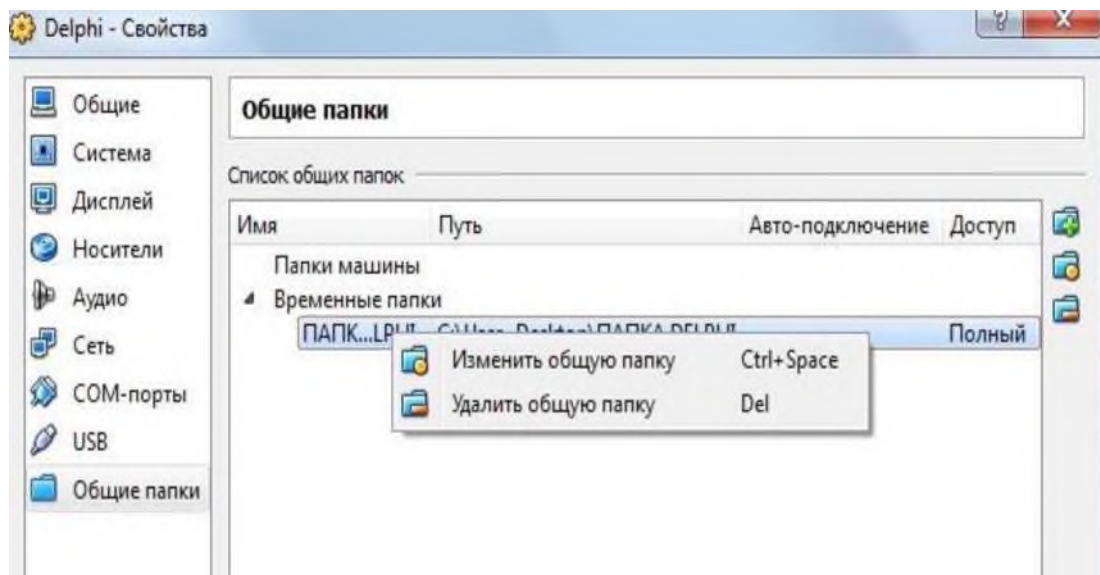 Delphi - Свойства
?
X
Общие
Система
Дисплей
Носители
Аудио
Сеть
COM-порты
USB
Общие папки
Общие папки
Список общих папок
Имя Путь Авто-подключение Доступ
Папки машины
Временные папки
Полный
Изменить общую папку Ctrl+Space
Удалить общую папку Del